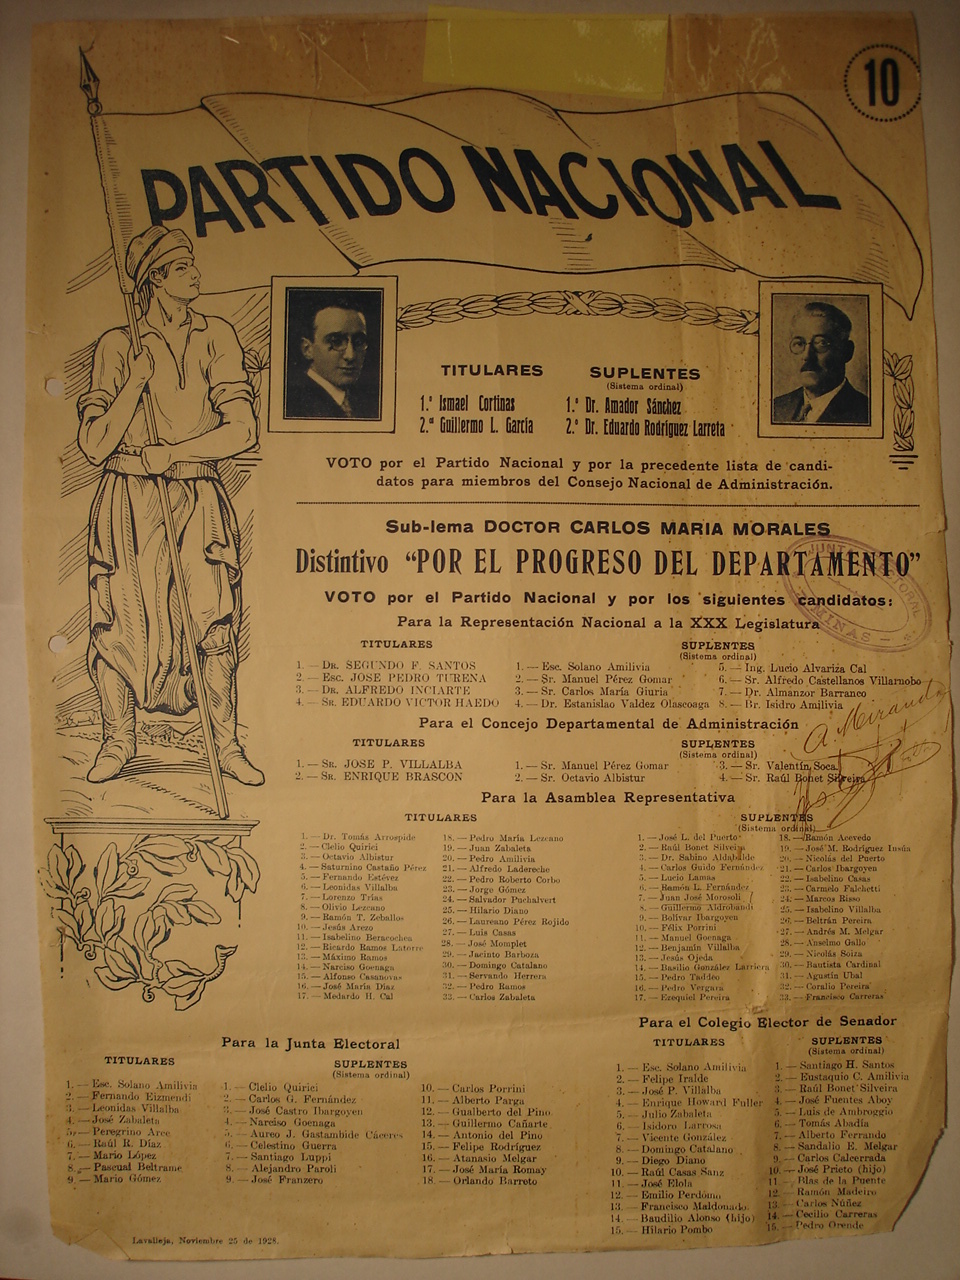 10
PARTIDO NACIONAL
TITULARES
1.º Ismael Cortinas
2.º Guillermo L. García
SUPLENTES
(Sistema ordinal)
1.º Dr. Amador Sánchez
2.º Dr. Eduardo Rodríguez Larreta
VOTO por el Partido Nacional y por la precedente lista de candi-
datos para miembros del Consejo Nacional de Administración.
Sub-lema DOCTOR CARLOS MARIA MORALES
Distintivo “POR EL PROGRESO DEL DEPARTAMENTO”
VOTO por el Partido Nacional y por los siguientes candidatos:
Para la Representación Nacional a la XXX Legislatura
TITULARES
1. — DR. SEGUNDO F. SANTOS
2. — ESC. JOSE PEDRO TURENA
3. — DR. ALFREDO INCIARTE
4. — SR. EDUARDO VICTOR HAEDO
SUPLENTES
(Sistema ordinal)
1. — Esc. Solano Amilivia
2. — Sr. Manuel Pérez Gomar
3. — Sr. Carlos María Giuria
4. — Dr. Estanislao Valdez Olascoaga
5. — Ing. Lucio Alvariza Cal
6. — Sr. Alfredo Castellanos Villarnobo
7. — Dr. Almanzor Barranco
8. — Br. Isidro Amilivia
Para el Concejo Departamental de Administración
TITULARES
1. — SR. JOSE P. VILLALBA
2. — SR. ENRIQUE BRASCON
SUPLENTES
(Sistema ordinal)
1. — Sr. Manuel Pérez Gomar
2. — Sr. Octavio Albistur
3. — Sr. Valentín Soca
4. — Sr. Raúl Bonet Silveira
A. Miranda
Para la Asamblea Representativa
TITULARES
1. — Dr. Tomás Arrospide
2. — Clelio Quirici
3. — Octavio Albistur
4. — Saturnino Castaño Pérez
5. — Fernando Estévez
6. — Leonidas Villalba
7. — Lorenzo Trías
8. — Olivio Lezcano
9. — Ramón T. Zeballos
10. — Jesús Arezo
11. — Isabelino Beracochea
12. — Ricardo Ramos Latorre
13. — Máximo Ramos
14. — Narciso Goenaga
15. — Alfonso Casanovas
16. — José María Díaz
17. — Medardo H. Cal
18. — Pedro María Lezcano
19. — Juan Zabaleta
20. — Pedro Amilivia
21. — Alfredo Ladereche
22. — Pedro Roberto Corbo
23. — Jorge Gómez
24. — Salvador Puchalvert
25. — Hilario Diano
26. — Laureano Pérez Rojido
27. — Luis Casas
28. — José Momplet
29. — Jacinto Barboza
30. — Domingo Catalano
31. — Servando Herrera
32. — Pedro Ramos
33. — Carlos Zabaleta
SUPLENTES
(Sistema ordinal)
1. — José L. del Puerto
2. — Raúl Bonet Silveira
3. — Dr. Sabino Aldabalde
4. — Carlos Guido Fernández
5. — Lucio Lamas
6. — Ramón L. Fernández
7. — Juan José Morosoli
8. — Guillermo Aldrobandi
9. — Bolívar Ibargoyen
10. — Félix Porrini
11. — Manuel Goenaga
12. — Benjamín Villalba
13. — Jesús Ojeda
14. — Basilio González Larriera
15. — Pedro Taddeo
16. — Pedro Vergara
17. — Ezequiel Pereira
18. — Ramón Acevedo
19. — José M. Rodríguez Insúa
20. — Nicolás del Puerto
21. — Carlos Ibargoyen
22. — Isabelino Casas
23. — Carmelo Falchetti
24. — Marcos Risso
25. — Isabelino Villalba
26. — Beltrán Pereira
27. — Andrés M. Melgar
28. — Anselmo Gallo
29. — Nicolás Soiza
30. — Bautista Cardinal
31. — Agustín Ubal
32. — Coralio Pereira
33. — Francisco Carreras
Para la Junta Electoral
TITULARES
1. — Esc. Solano Amilivia
2. — Fernando Eizmendi
3. — Leonidas Villalba
4. — José Zabaleta
5. — Peregrino Arce
6. — Raúl R. Díaz
7. — Mario López
8. — Pascual Beltrame
9. — Mario Gómez
SUPLENTES
(Sistema ordinal)
1. — Clelio Quirici
2. — Carlos G. Fernández
3. — José Castro Ibargoyen
4. — Narciso Goenaga
5. — Aureo J. Gastambide Cáceres
6. — Celestino Guerra
7. — Santiago Luppi
8. — Alejandro Paroli
9. — José Franzero
10. — Carlos Porrini
11. — Alberto Parga
12. — Gualberto del Pino
13. — Guillermo Cañarte
14. — Antonio del Pino
15. — Felipe Rodríguez
16. — Atanasio Melgar
17. — José María Romay
18. — Orlando Barreto
Para el Colegio Elector de Senador
TITULARES
1. — Esc. Solano Amilivia
2. — Felipe Iralde
3. — José P. Villalba
4. — Enrique Howard Fuller
5. — Julio Zabaleta
6. — Isidoro Larrosa
7. — Vicente González
8. — Domingo Catalano
9. — Diego Diano
10. — Raúl Casas Sanz
11. — José Elola
12. — Emilio Perdomo
13. — Francisco Maldonado
14. — Baudilio Alonso (hijo)
15. — Hilario Pombo
SUPLENTES
(Sistema ordinal)
1. — Santiago H. Santos
2. — Eustaquio C. Amilivia
3. — Raúl Bonet Silveira
4. — José Fuentes Aboy
5. — Luis de Ambroggio
6. — Tomás Abadía
7. — Alberto Ferrando
8. — Sandalio E. Melgar
9. — Carlos Calcerrada
10. — José Prieto (hijo)
11. — Blas de la Puente
12. — Ramón Madeiro
13. — Carlos Núñez
14. — Cecilio Carreras
15. — Pedro Orende
Lavalleja, Noviembre 25 de 1928.